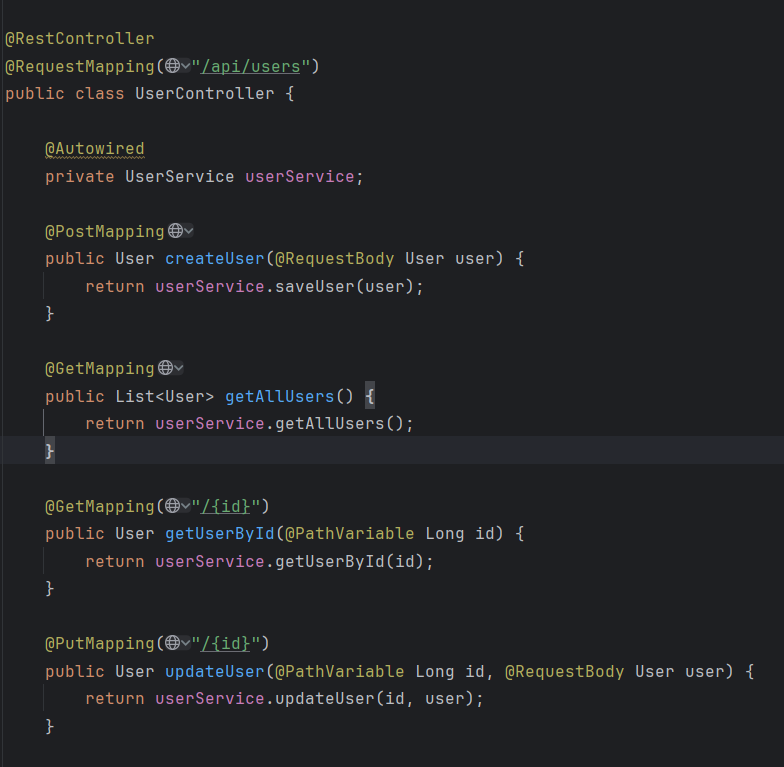 @RestController
@RequestMapping("/api/users")
public class UserController {
@Autowired
private UserService userService;
@PostMapping
public User createUser(@RequestBody User user) {
return userService.saveUser(user);
}
@GetMapping
public List<User> getAllUsers() {
return userService.getAllUsers();
}
@GetMapping("/{id}")
public User getUserById(@PathVariable Long id) {
return userService.getUserById(id);
}
@PutMapping("/{id}")
public User updateUser(@PathVariable Long id, @RequestBody User user) {
return userService.updateUser(id, user);
}